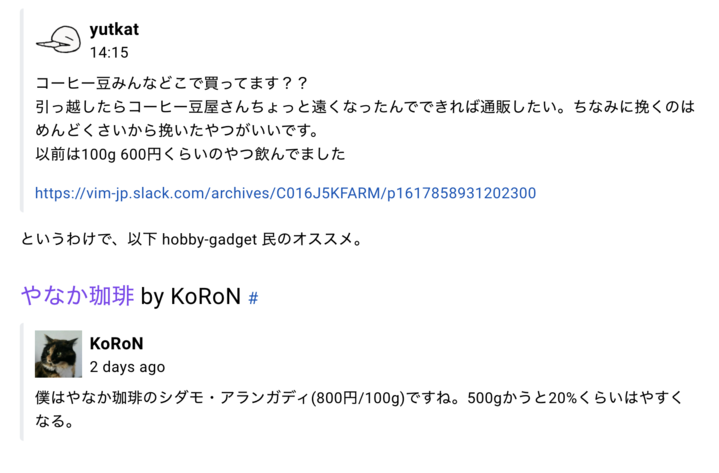 yutkat
14:15
コーヒー豆みんなどこで買ってます？？
引っ越したらコーヒー豆屋さんちょっと遠くなったんでできれば通販したい。ちなみに挽くのは
めんどくさいから挽いたやつがいいです。
以前は100g 600円くらいのやつ飲んでました
https://vim-jp.slack.com/archives/C016J5KFARM/p1617858931202300
というわけで、以下 hobby-gadget 民のオススメ。
やなか珈琲 by KoRoN #
KoRoN
2 days ago
僕はやなか珈琲のシダモ・アランガディ(800円/100g)ですね。500gかうと20%くらいはやすく
なる。